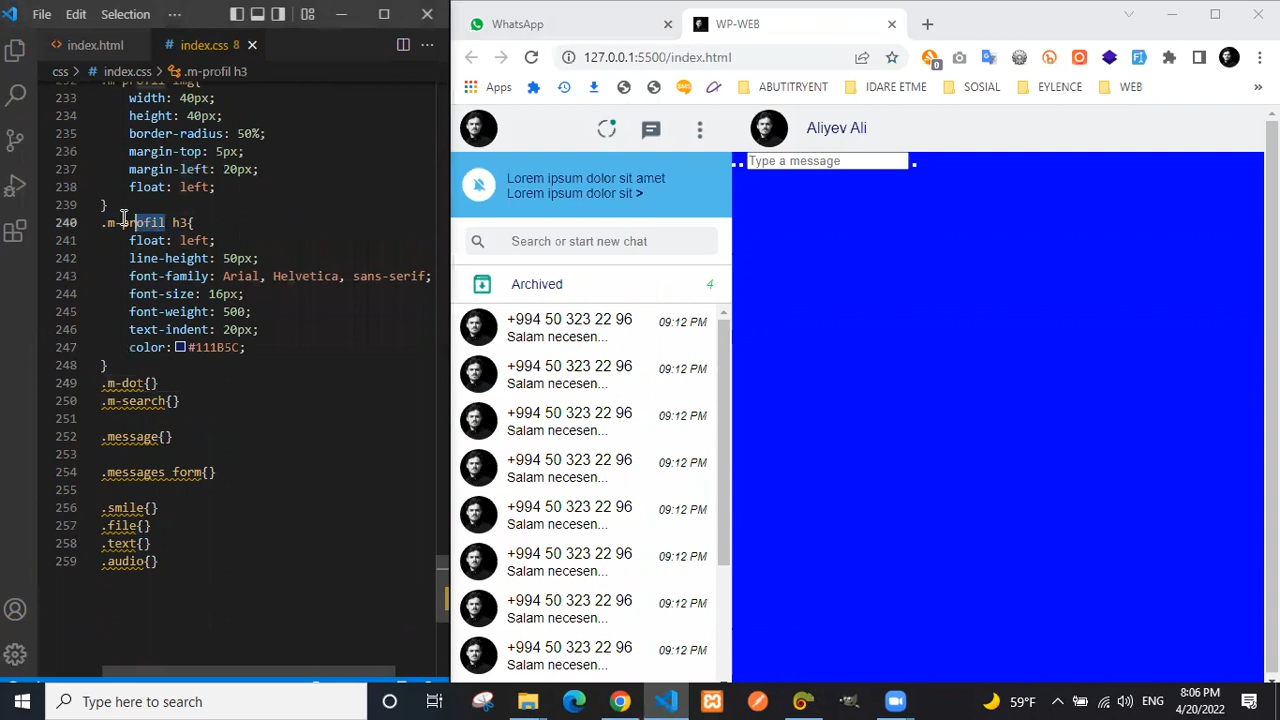 File Edit Selection
index.html
index.css 8
css > index.css > .m-profil h3
233 width: 40px;
234 height: 40px;
235 border-radius: 50%;
236 margin-top: 5px;
237 margin-left: 20px;
238 float: left;
239 }
240 .m-profil h3{
241 float: left;
242 line-height: 50px;
243 font-family: Arial, Helvetica, sans-serif;
244 font-size: 16px;
245 font-weight: 500;
246 text-indent: 20px;
247 color: #111B5C;
248 }
249 .m-dot{}
250 .m-search{}
251
252 .message{}
253
254 .messages form{}
255
256 .smile{}
257 .file{}
258 .text{}
259 .audio{}
WhatsApp
WP-WEB
127.0.0.1:5500/index.html
0
Apps
SMS
ABUTITRYENT
IDARE ETME
SOSIAL
EYLENCE
WEB
»
Aliyev Ali
Lorem ipsum dolor sit amet
Lorem ipsum dolor sit >
Type a message
Search or start new chat
Archived 4
+994 50 323 22 96 09:12 PM
Salam necesen...
+994 50 323 22 96 09:12 PM
Salam necesen...
+994 50 323 22 96 09:12 PM
Salam necesen...
+994 50 323 22 96 09:12 PM
Salam necesen...
+994 50 323 22 96 09:12 PM
Salam necesen...
+994 50 323 22 96 09:12 PM
Salam necesen...
+994 50 323 22 96 09:12 PM
Salam necesen...
+994 50 323 22 96 09:12 PM
Salam necesen...
Type here to search
59°F
ENG
8:06 PM
4/20/2022